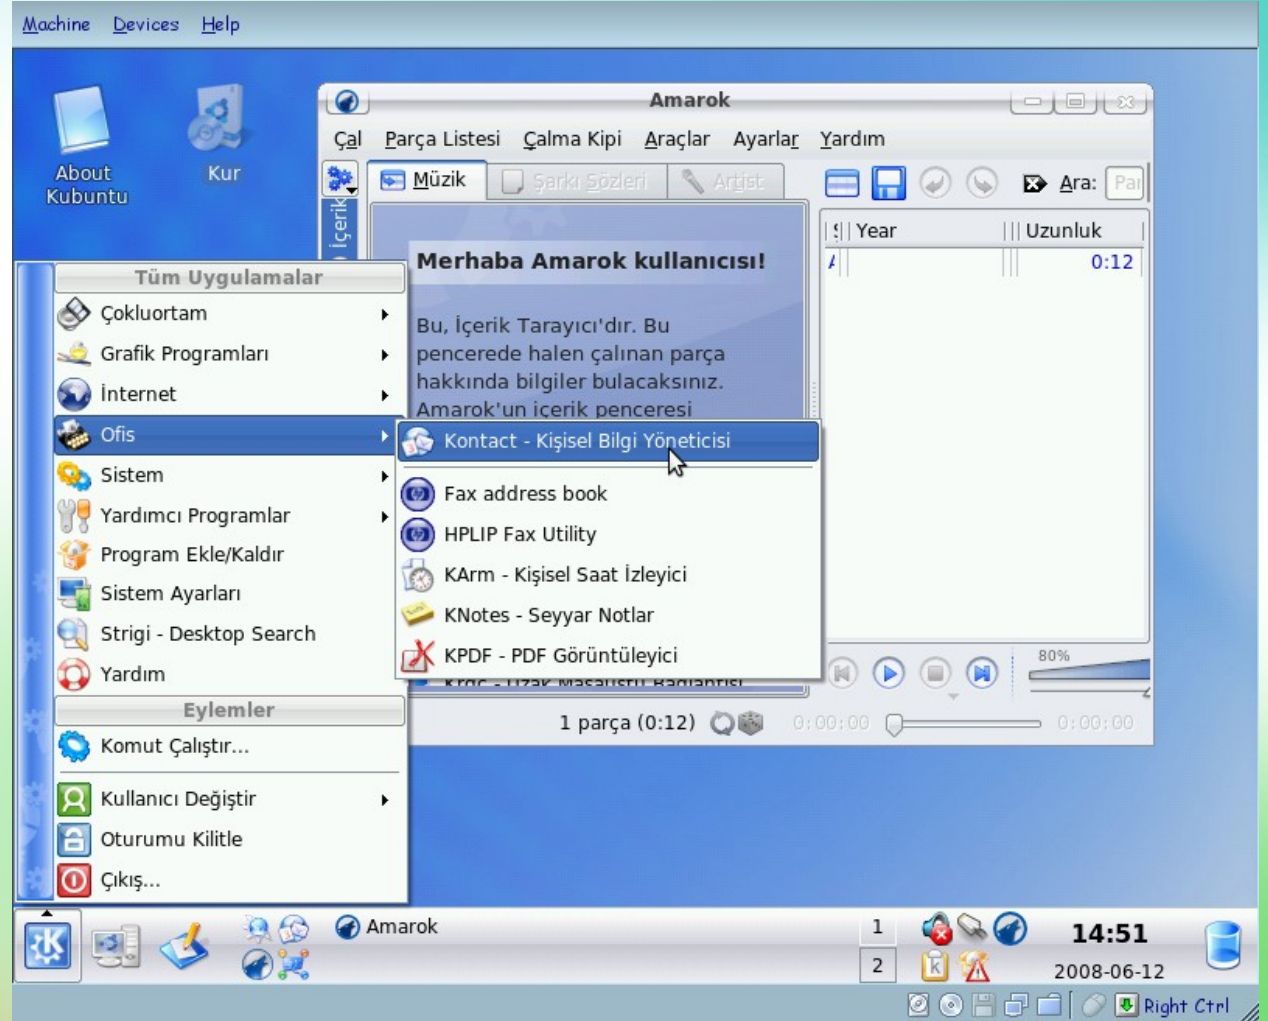 Machine Devices Help
About
Kubuntu
Kur
Amarok
Çal Parça Listesi Çalma Kipi Araçlar Ayarlar Yardım
Müzik Şarkı Sözleri Artist
Ara:
İçerik
Year Uzunluk
0:12
Merhaba Amarok kullanıcısı!
Bu, İçerik Tarayıcı'dır. Bu
pencerede halen çalınan parça
hakkında bilgiler bulacaksınız.
Amarok'un içerik penceresi
Tüm Uygulamalar
Çokluortam
Grafik Programları
İnternet
Ofis
Sistem
Yardımcı Programlar
Program Ekle/Kaldır
Sistem Ayarları
Strigi - Desktop Search
Yardım
Eylemler
Komut Çalıştır...
Kullanıcı Değiştir
Oturumu Kilitle
Çıkış...
Kontact - Kişisel Bilgi Yöneticisi
Fax address book
HPLIP Fax Utility
KArm - Kişisel Saat İzleyici
KNotes - Seyyar Notlar
KPDF - PDF Görüntüleyici
Krdc - Uzak Masaüstü Bağlantısı
80%
1 parça (0:12) 0:00:00 0:00:00
Amarok
1
2
14:51
2008-06-12
Right Ctrl